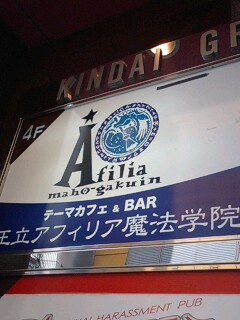 KINDAI GR
4F
Afilia
maho-gakuin
テーマカフェ & BAR
王立アフィリア魔法学院
HARASSMENT PUB